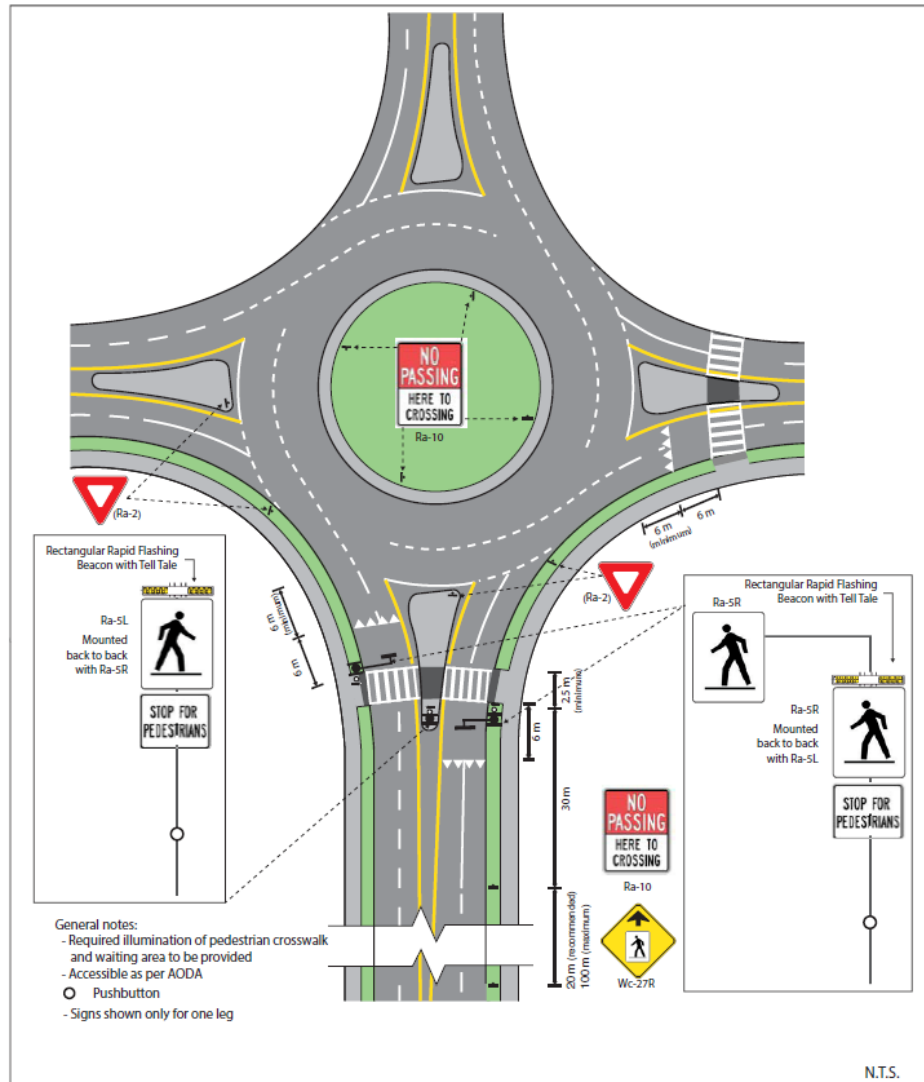 NO
PASSING
HERE TO
CROSSING
Ra-10
(Ra-2)
6 m
(minimum)
6 m
Rectangular Rapid Flashing
Beacon with Tell Tale
Ra-5L
Mounted
back to back
with Ra-5R
STOP FOR
PEDESTRIANS
6 m
(minimum)
6 m
(Ra-2)
Rectangular Rapid Flashing
Beacon with Tell Tale
Ra-5R
Ra-5R
Mounted
back to back
with Ra-5L
STOP FOR
PEDESTRIANS
2.5 m
(minimum)
6 m
30 m
NO
PASSING
HERE TO
CROSSING
Ra-10
20 m (recommended)
100 m (maximum)
Wc-27R
General notes:
- Required illumination of pedestrian crosswalk
and waiting area to be provided
- Accessible as per AODA
Pushbutton
- Signs shown only for one leg
N.T.S.